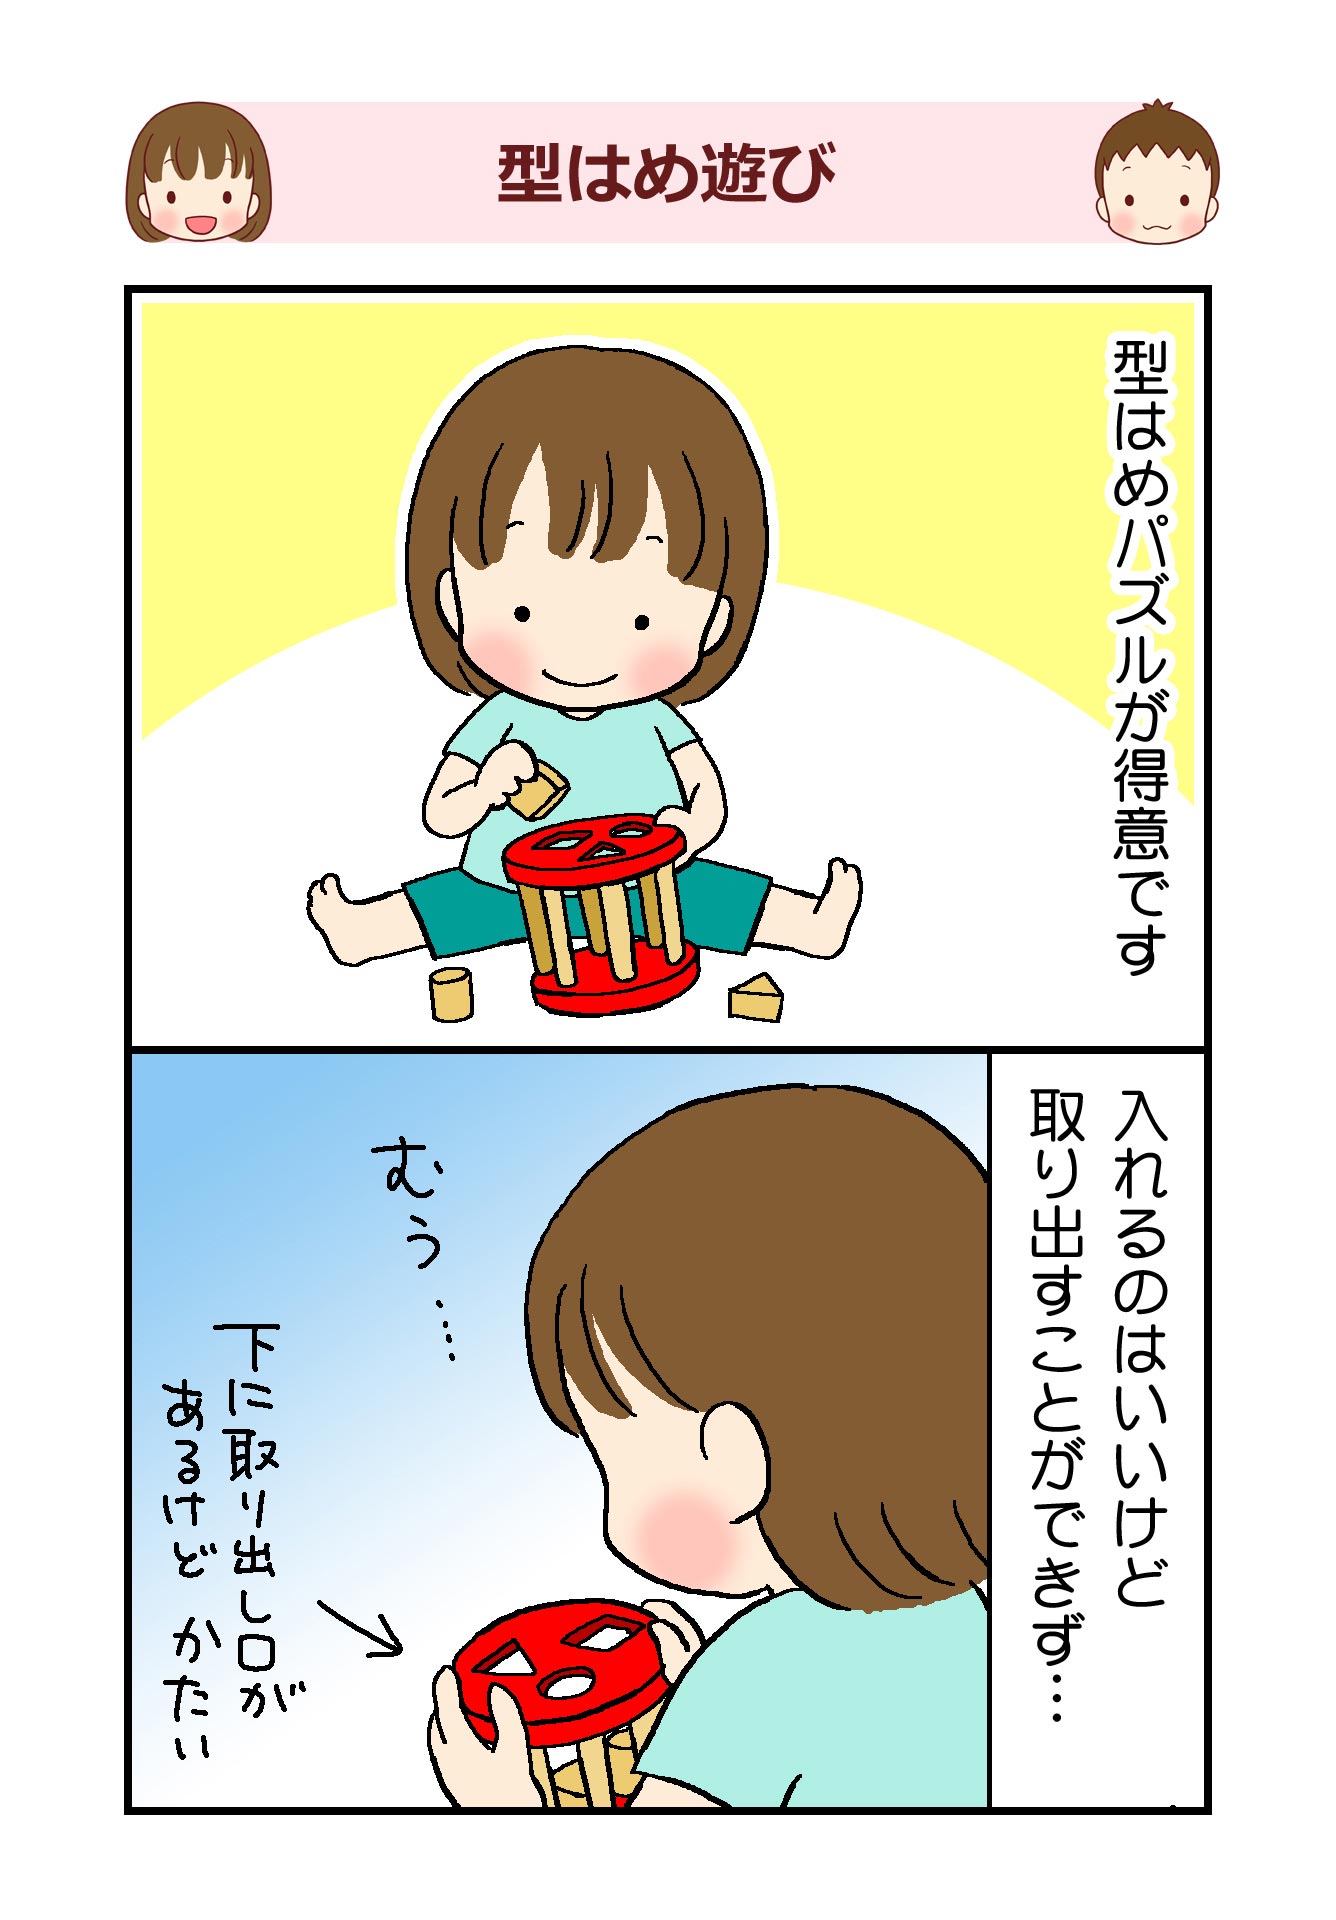 型はめ遊び
型はめパズルが得意です
入れるのはいいけど
取り出すことができず…
むぅ…
下に取り出し口が
あるけど かたい